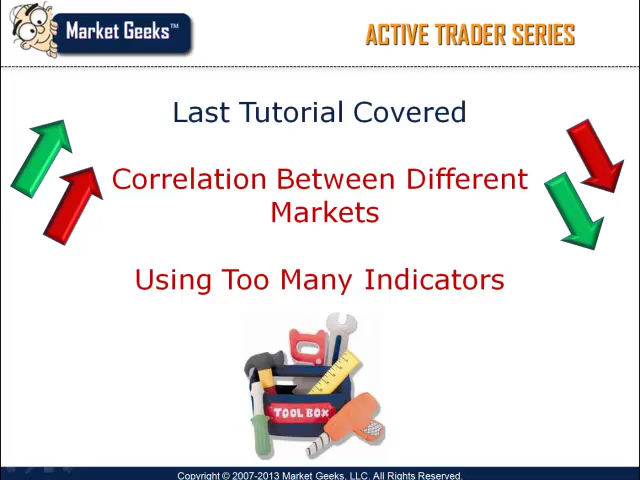 Market Geeks™
ACTIVE TRADER SERIES
Last Tutorial Covered
Correlation Between Different
Markets
Using Too Many Indicators
TOOL BOX
Copyright © 2007-2013 Market Geeks, LLC. All Rights Reserved.